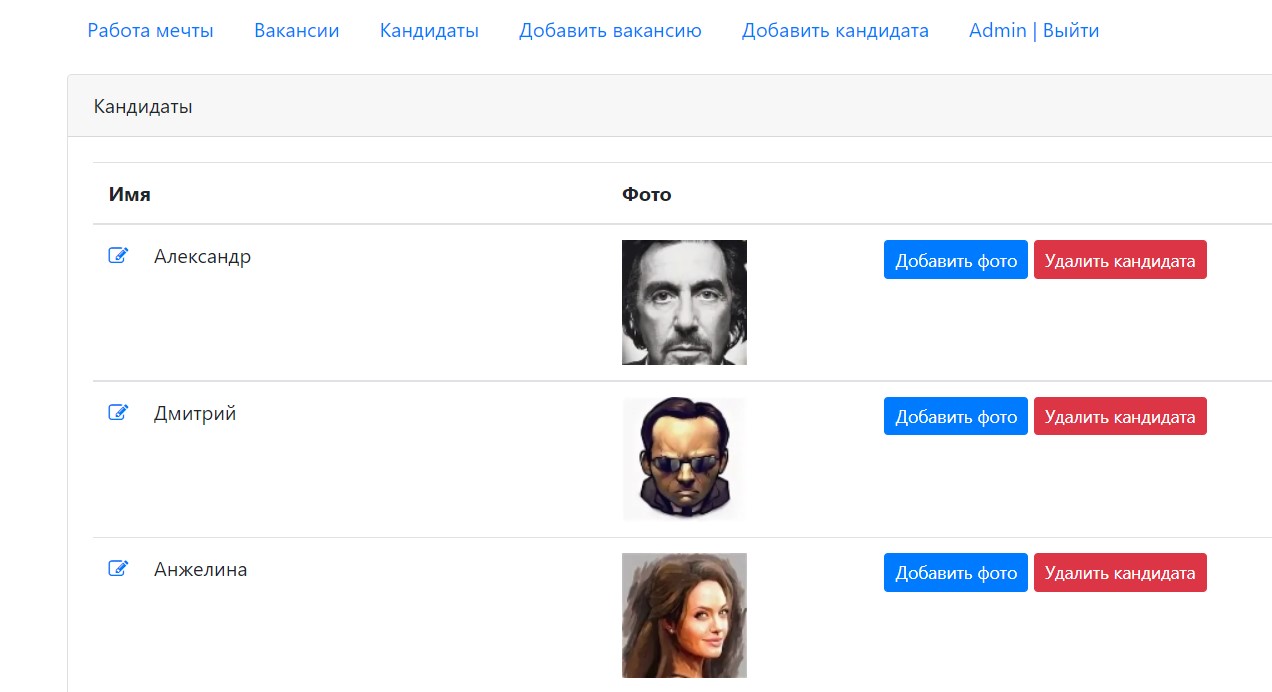 Работа мечты Вакансии Кандидаты Добавить вакансию Добавить кандидата Admin | Выйти
Кандидаты
Имя Фото
Александр Добавить фото Удалить кандидата
Дмитрий Добавить фото Удалить кандидата
Анжелина Добавить фото Удалить кандидата